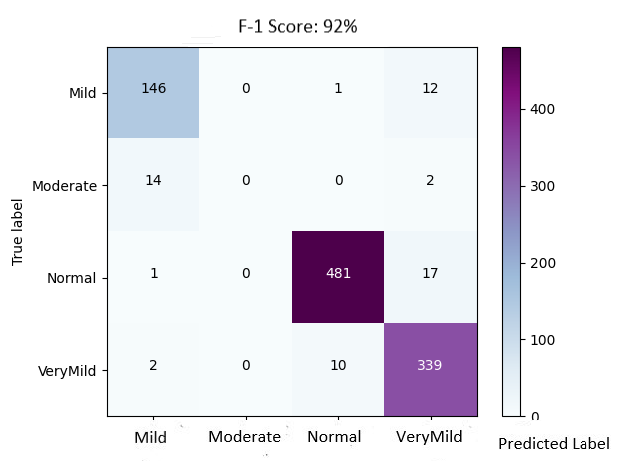 F-1 Score: 92%
Mild 146 0 1 12
Moderate 14 0 0 2
Normal 1 0 481 17
VeryMild 2 0 10 339
True label
Mild Moderate Normal VeryMild
Predicted Label
400
300
200
100
0